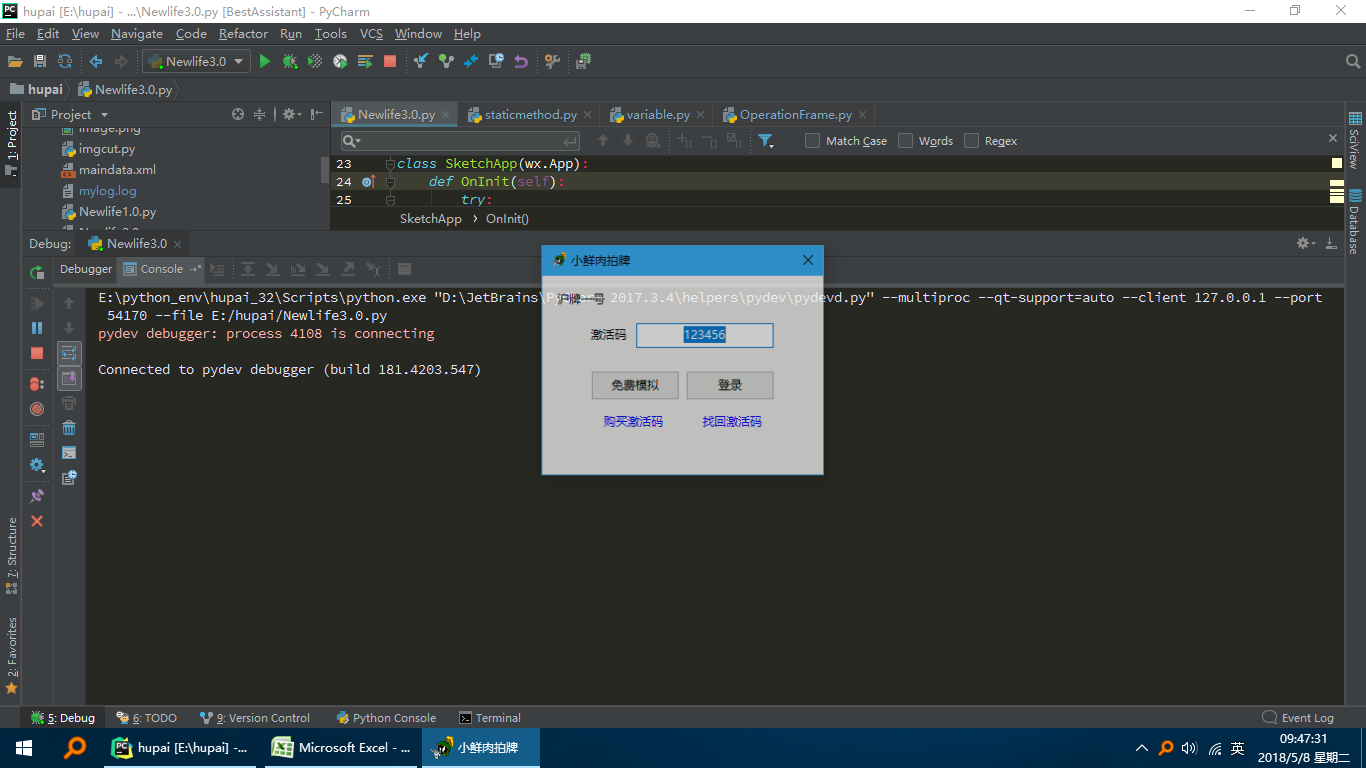 hupai [E:\hupai] - ...\Newlife3.0.py [BestAssistant] - PyCharm
File Edit View Navigate Code Refactor Run Tools VCS Window Help
Newlife3.0
hupai Newlife3.0.py
1: Project
Project
Newlife3.0.py staticmethod.py variable.py OperationFrame.py
image.png
imgcut.py
maindata.xml
mylog.log
Newlife1.0.py
Match Case Words Regex
23 class SketchApp(wx.App):
24 def OnInit(self):
25 try:
SketchApp OnInit()
SciView
Database
Debug: Newlife3.0
Debugger Console
E:\python_env\hupai_32\Scripts\python.exe "D:\JetBrains\ 2017.3.4\helpers\pydev\pydevd.py" --multiproc --qt-support=auto --client 127.0.0.1 --port
54170 --file E:/hupai/Newlife3.0.py
pydev debugger: process 4108 is connecting
Connected to pydev debugger (build 181.4203.547)
小鲜肉拍牌
沪牌一号
激活码 123456
免费模拟 登录
购买激活码 找回激活码
7: Structure
2: Favorites
5: Debug 6: TODO 9: Version Control Python Console Terminal Event Log
hupai [E:\hupai] -... Microsoft Excel - ... 小鲜肉拍牌
英
09:47:31
2018/5/8 星期二